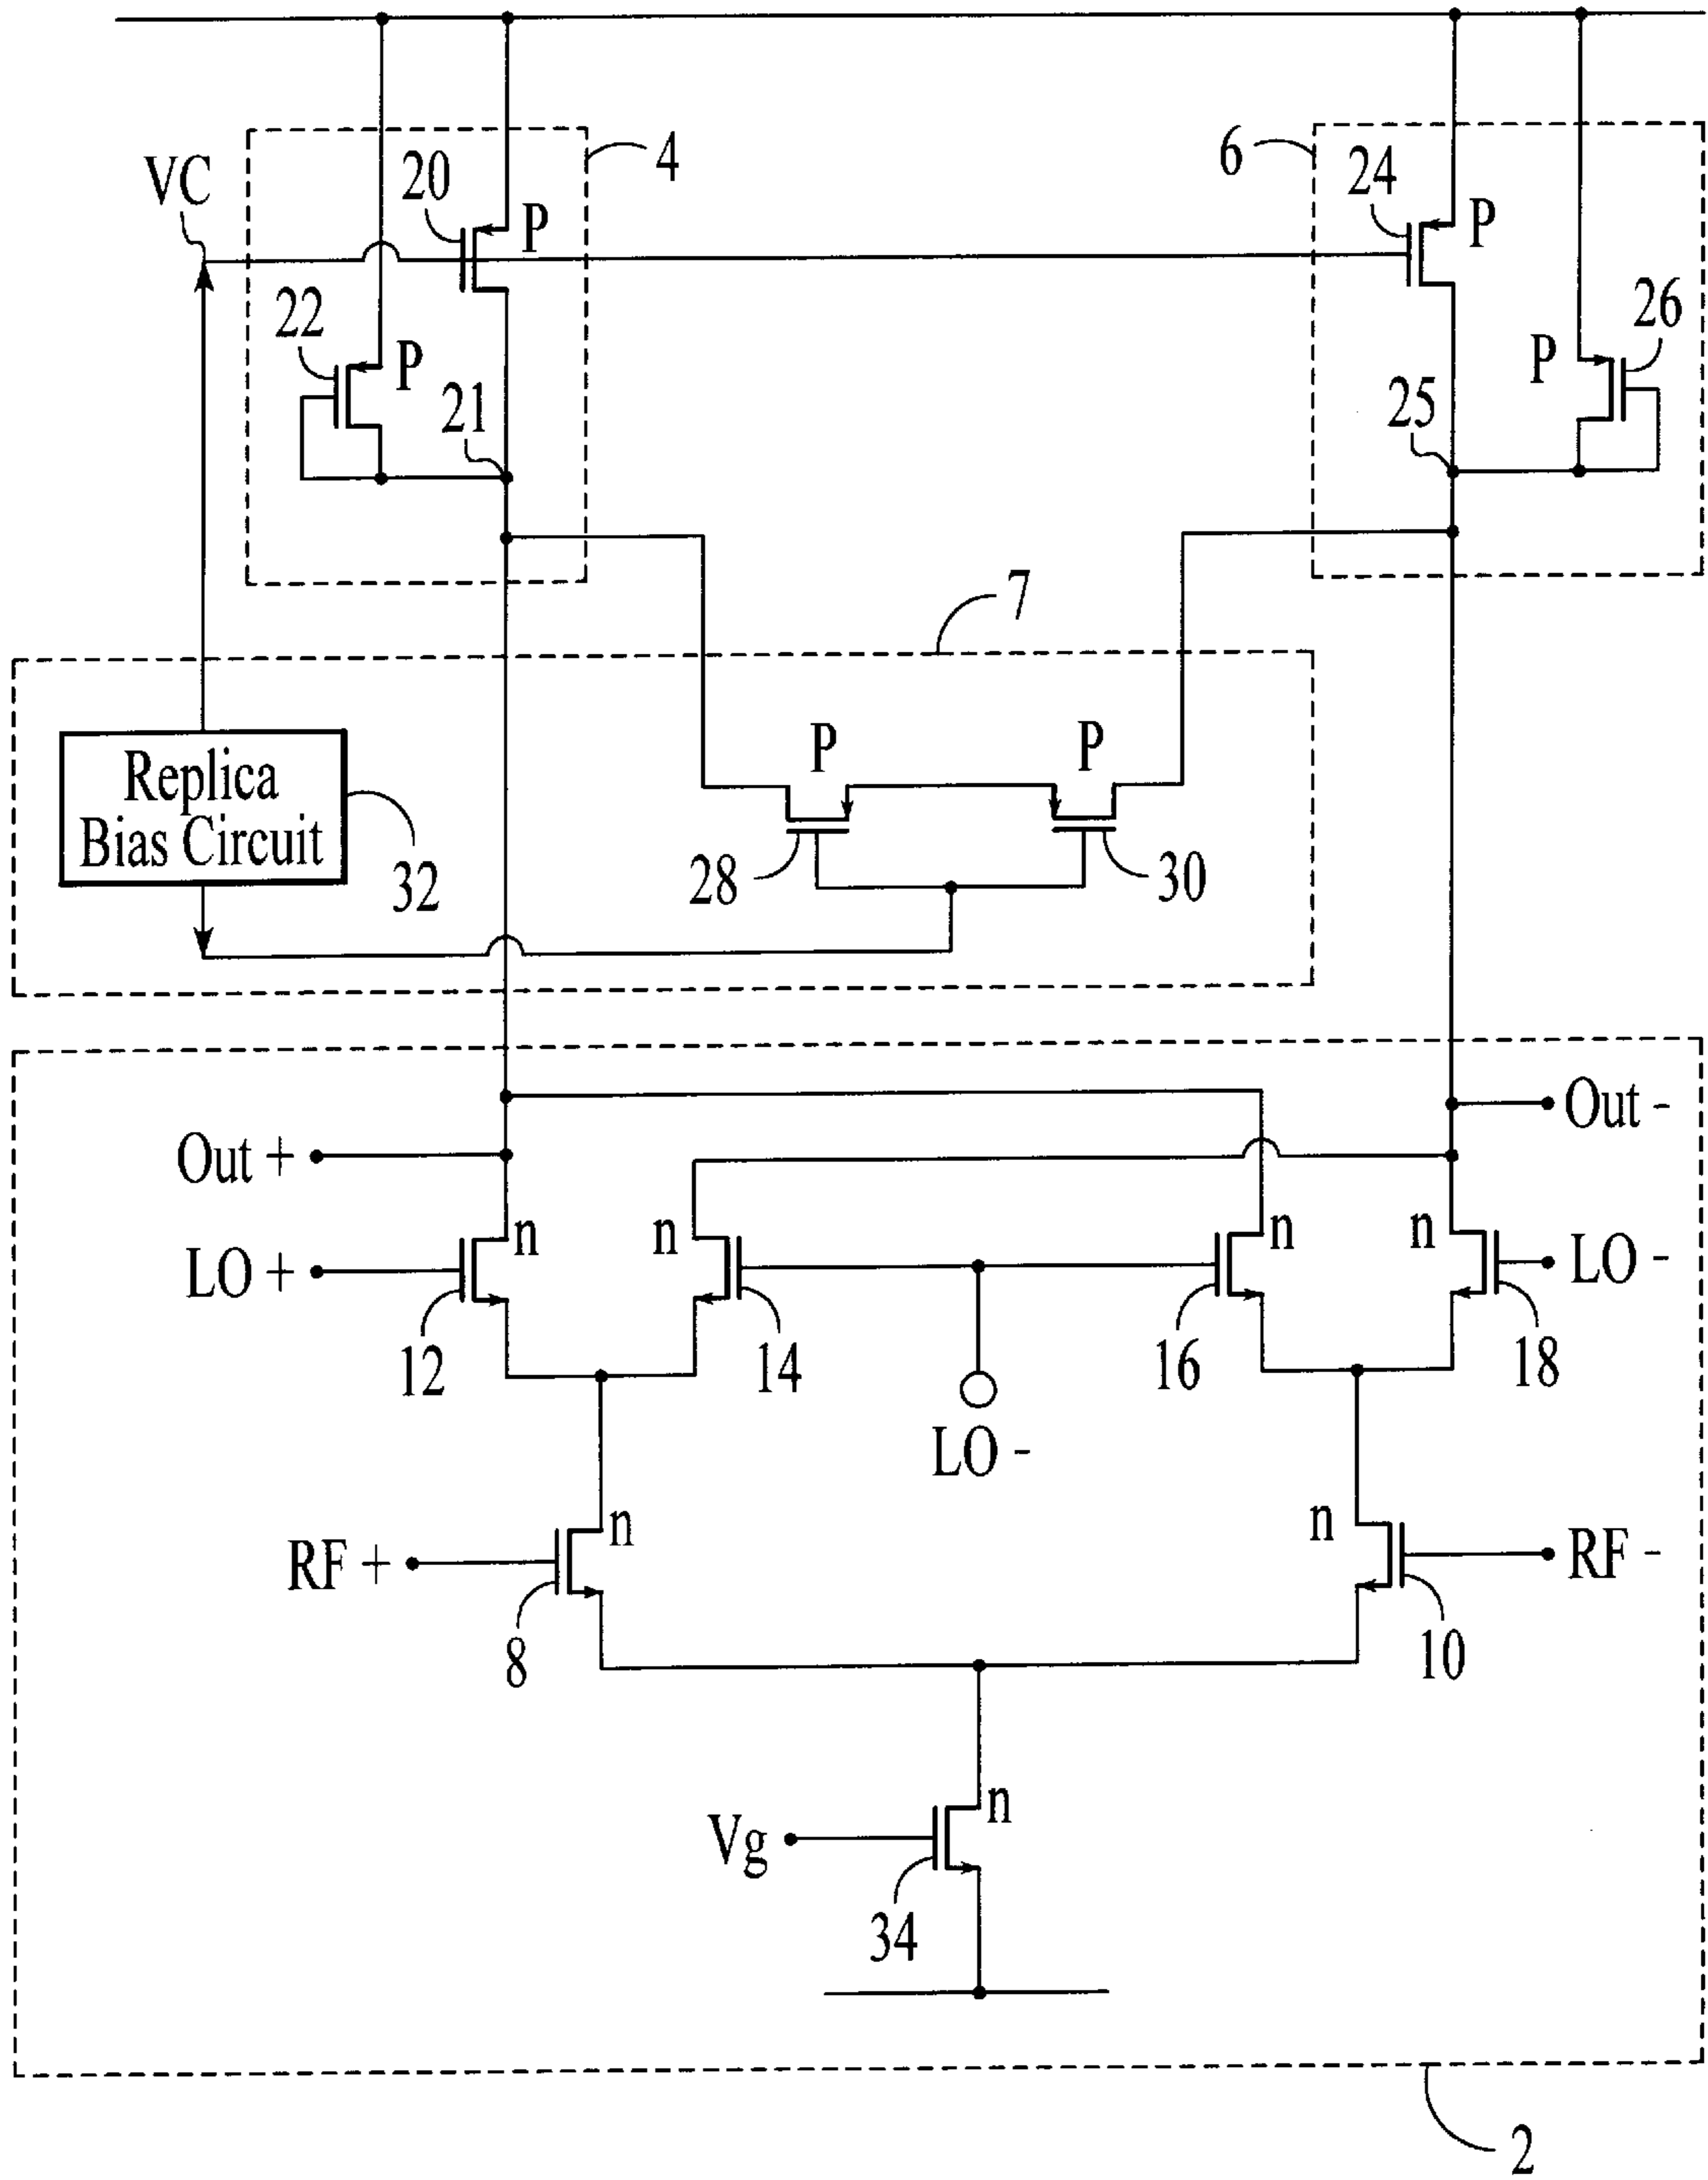 4
6
20
24
VC
P
P
22
26
P
P
21
25
7
P
P
Replica
Bias Circuit
32
28
30
Out +
Out -
LO +
n
n
n
n
LO -
12
14
16
18
LO -
RF +
n
n
RF -
8
10
Vg
n
34
2